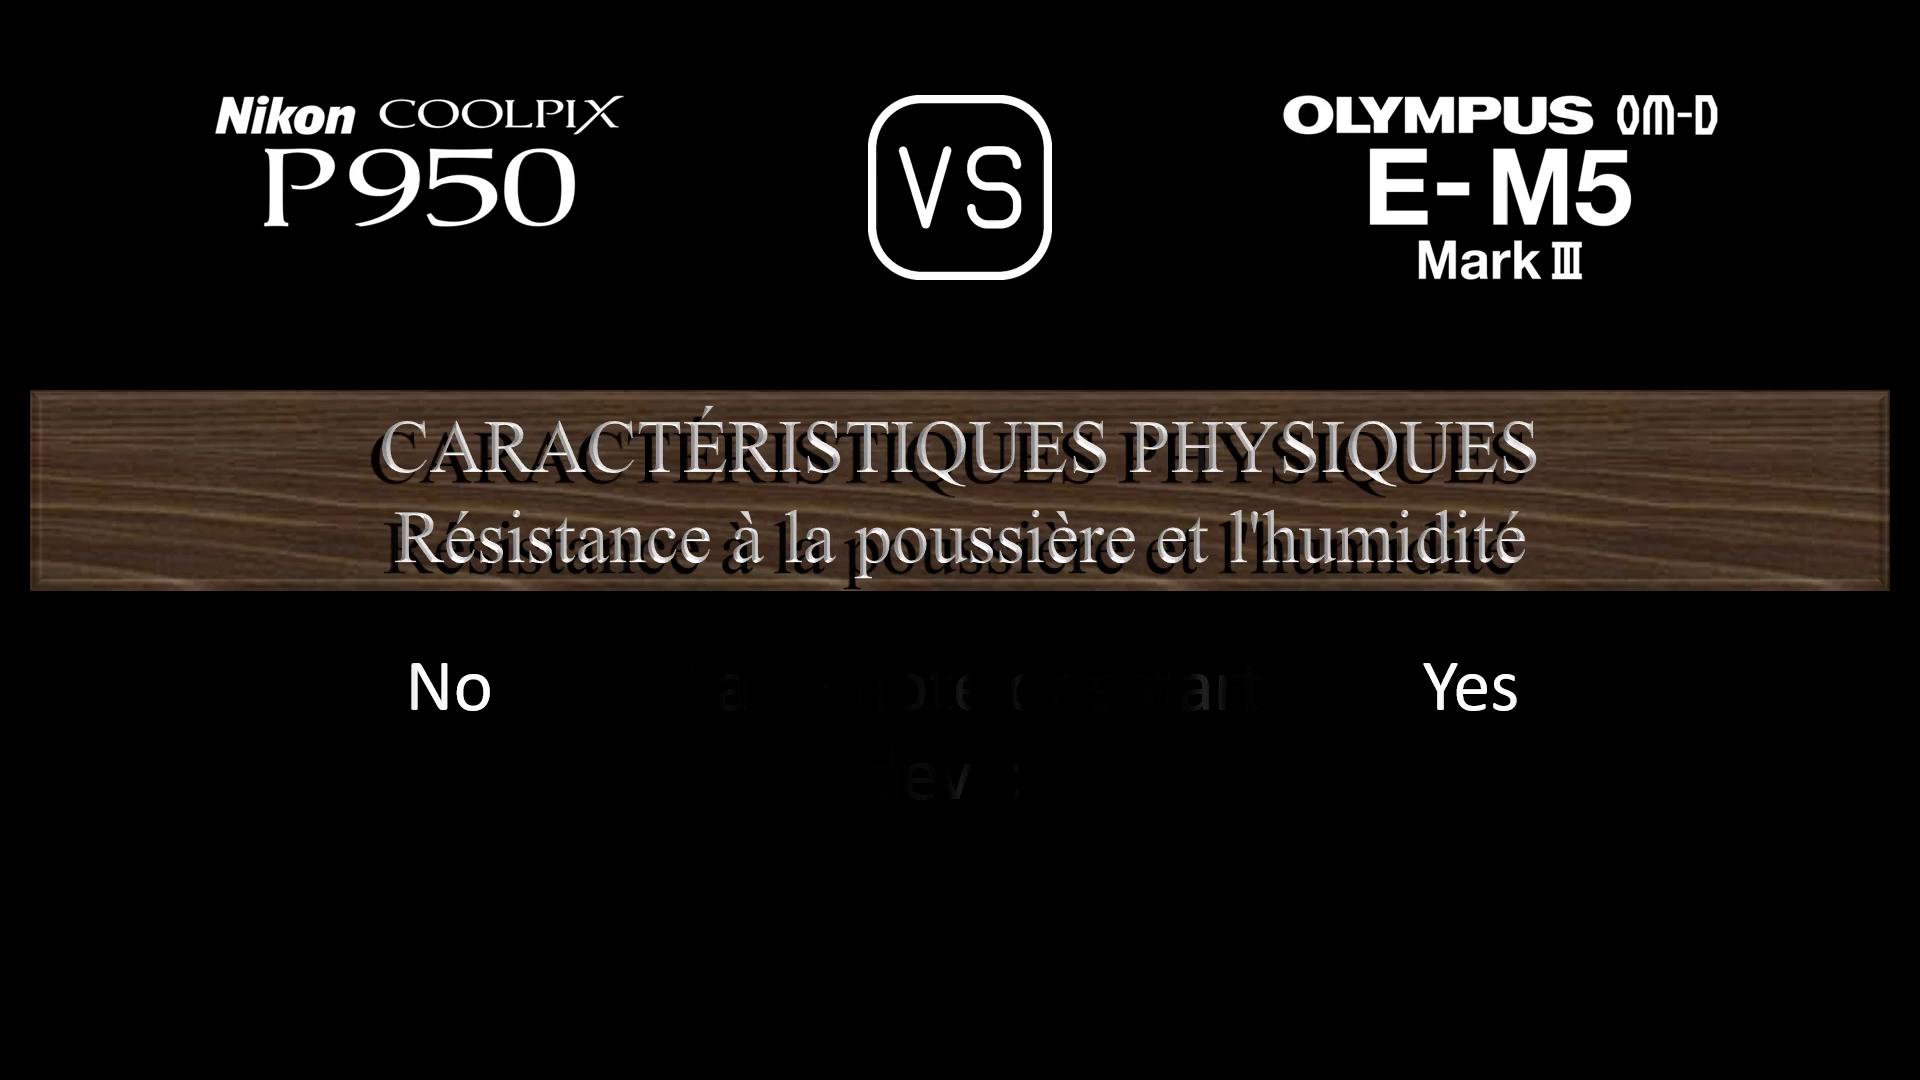 Nikon COOLPIX
P950
VS
OLYMPUS OM-D
E-M5
Mark III
CARACTÉRISTIQUES PHYSIQUES
Résistance à la poussière et l'humidité
No
Yes